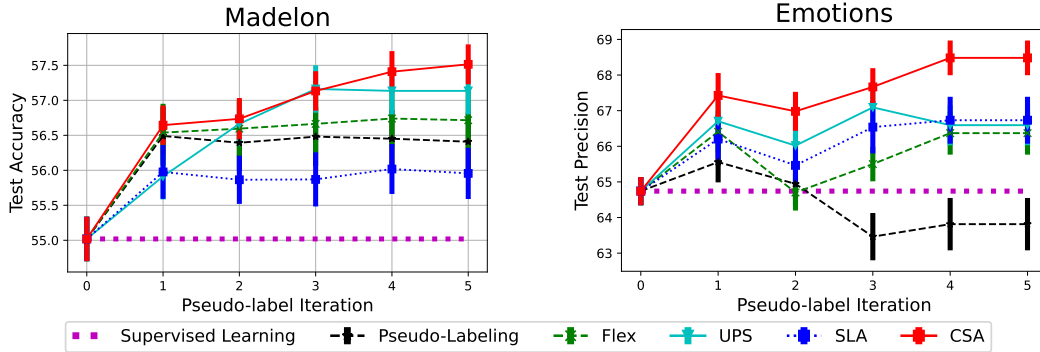 Madelon
Test Accuracy
57.5
57.0
56.5
56.0
55.5
55.0
0 1 2 3 4 5
Pseudo-label Iteration
Emotions
Test Precision
69
68
67
66
65
64
63
0 1 2 3 4 5
Pseudo-label Iteration
Supervised Learning Pseudo-Labeling Flex UPS SLA CSA